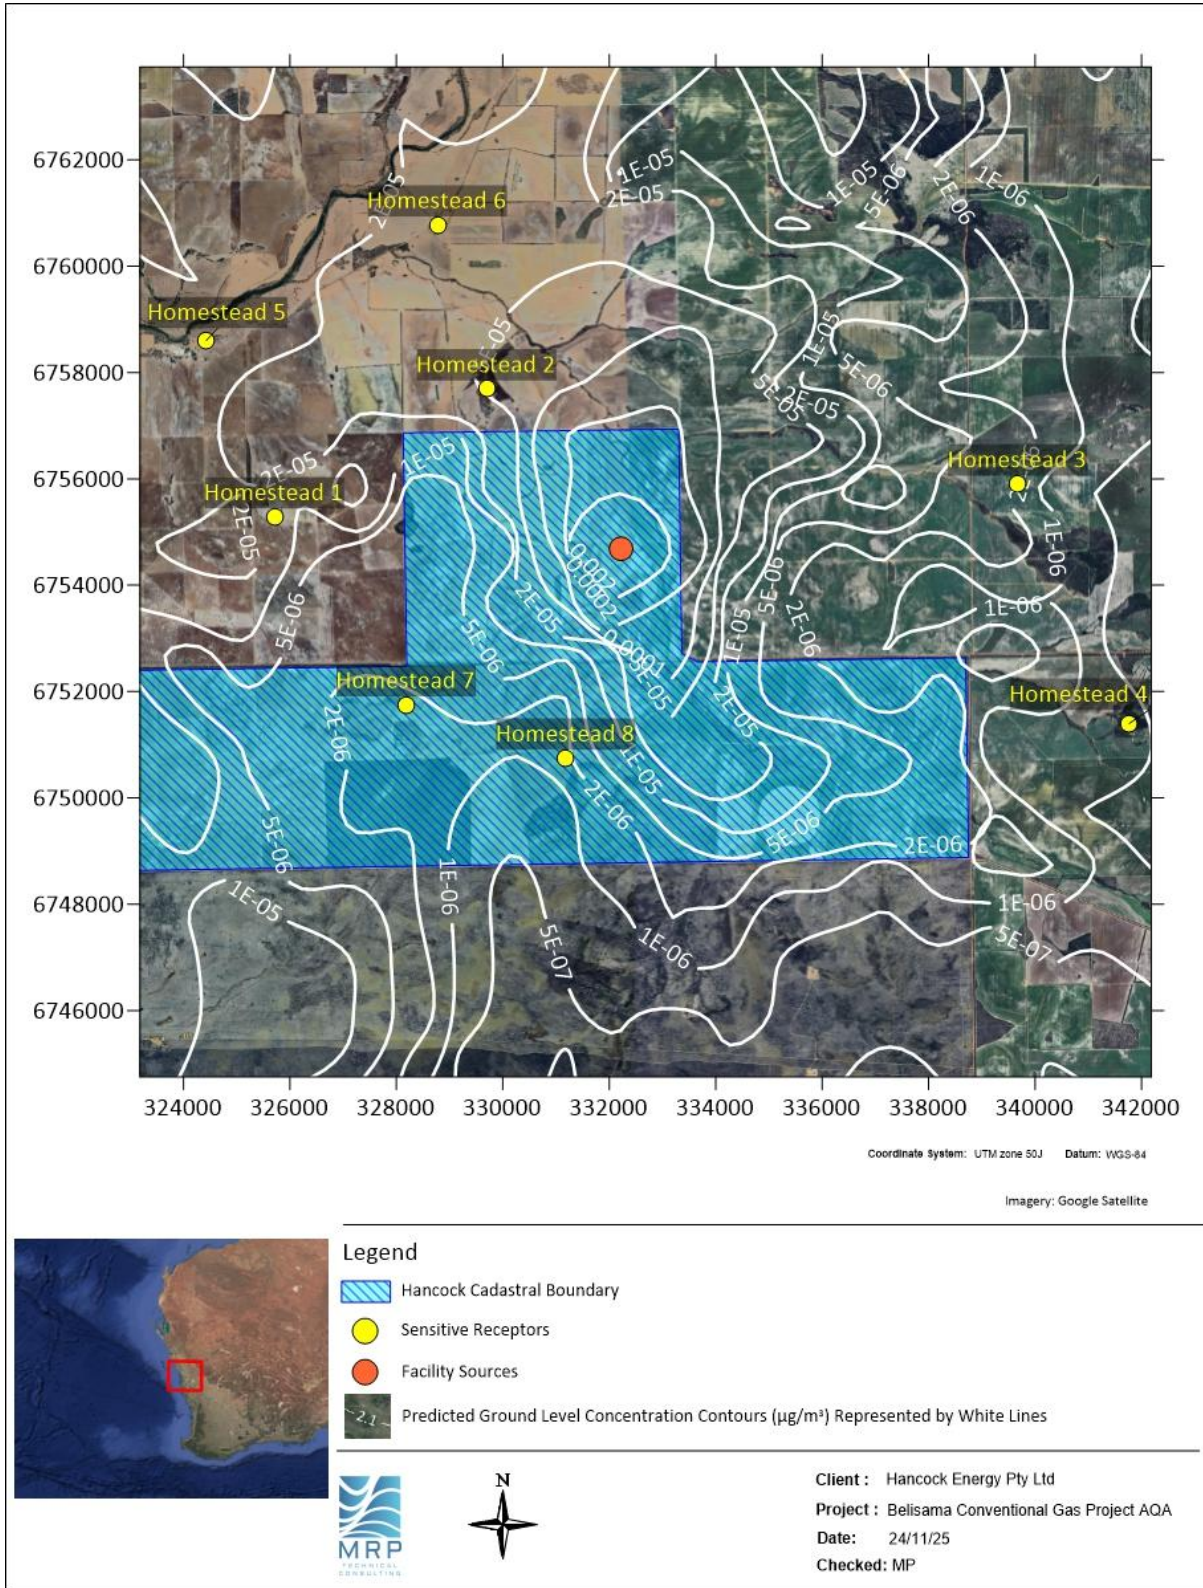 1E-05
2E-05
1E-05
5E-06
2E-06
1E-06
6762000
Homestead 6
6760000
Homestead 5
1E-05
5E-06
6758000
Homestead 2
5E-05
2E-05
Homestead 3
1E-05
2E-05
6756000
Homestead 1
2E-05
1E-06
0.002
0.0002
6754000
2E-05
5E-06
5E-06
2E-06
1E-06
5E-06
0.0001
1E-05
5E-05
6752000
Homestead 7
Homestead 4
2E-06
2E-05
Homestead 8
1E-05
6750000
2E-06
5E-06
5E-06
2E-06
6748000
1E-05
1E-06
1E-06
1E-06
5E-07
5E-07
6746000
324000 326000 328000 330000 332000 334000 336000 338000 340000 342000
Coordinate System: UTM zone 50J Datum: WGS-84
Imagery: Google Satellite
Legend
Hancock Cadastral Boundary
Sensitive Receptors
Facility Sources
2.1
Predicted Ground Level Concentration Contours (µg/m³) Represented by White Lines
MRP
TECHNICAL
CONSULTING
N
Client : Hancock Energy Pty Ltd
Project : Belisama Conventional Gas Project AQA
Date: 24/11/25
Checked: MP